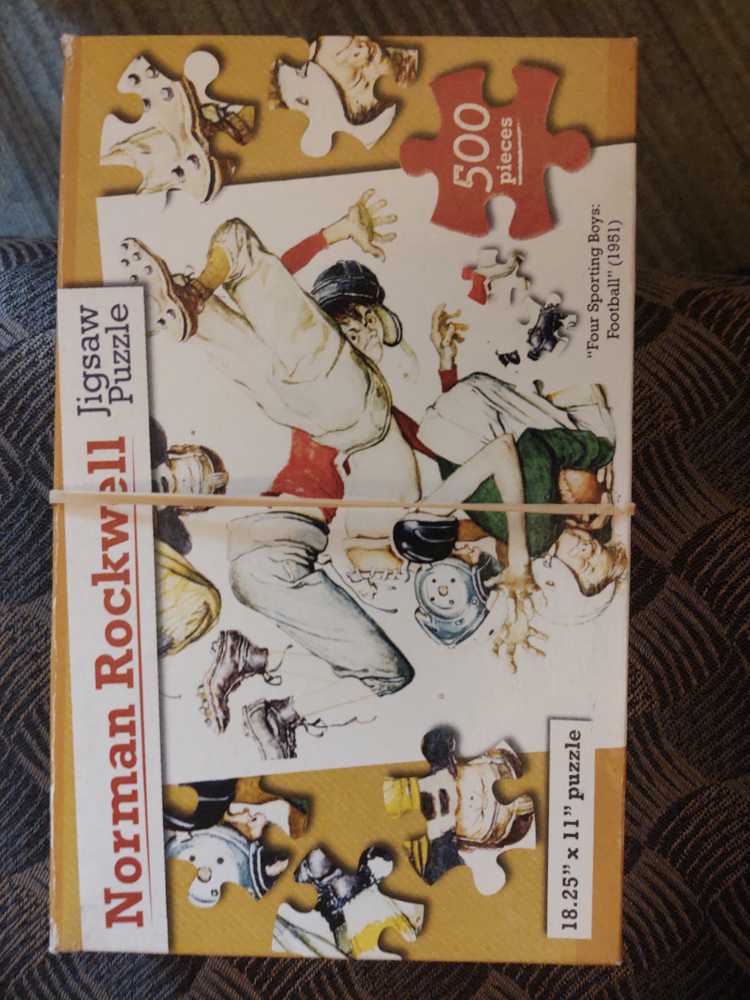 Norman Rockwell
Jigsaw
Puzzle
500
pieces
"Four Sporting Boys:
Football" (1951)
18.25" x 11" puzzle